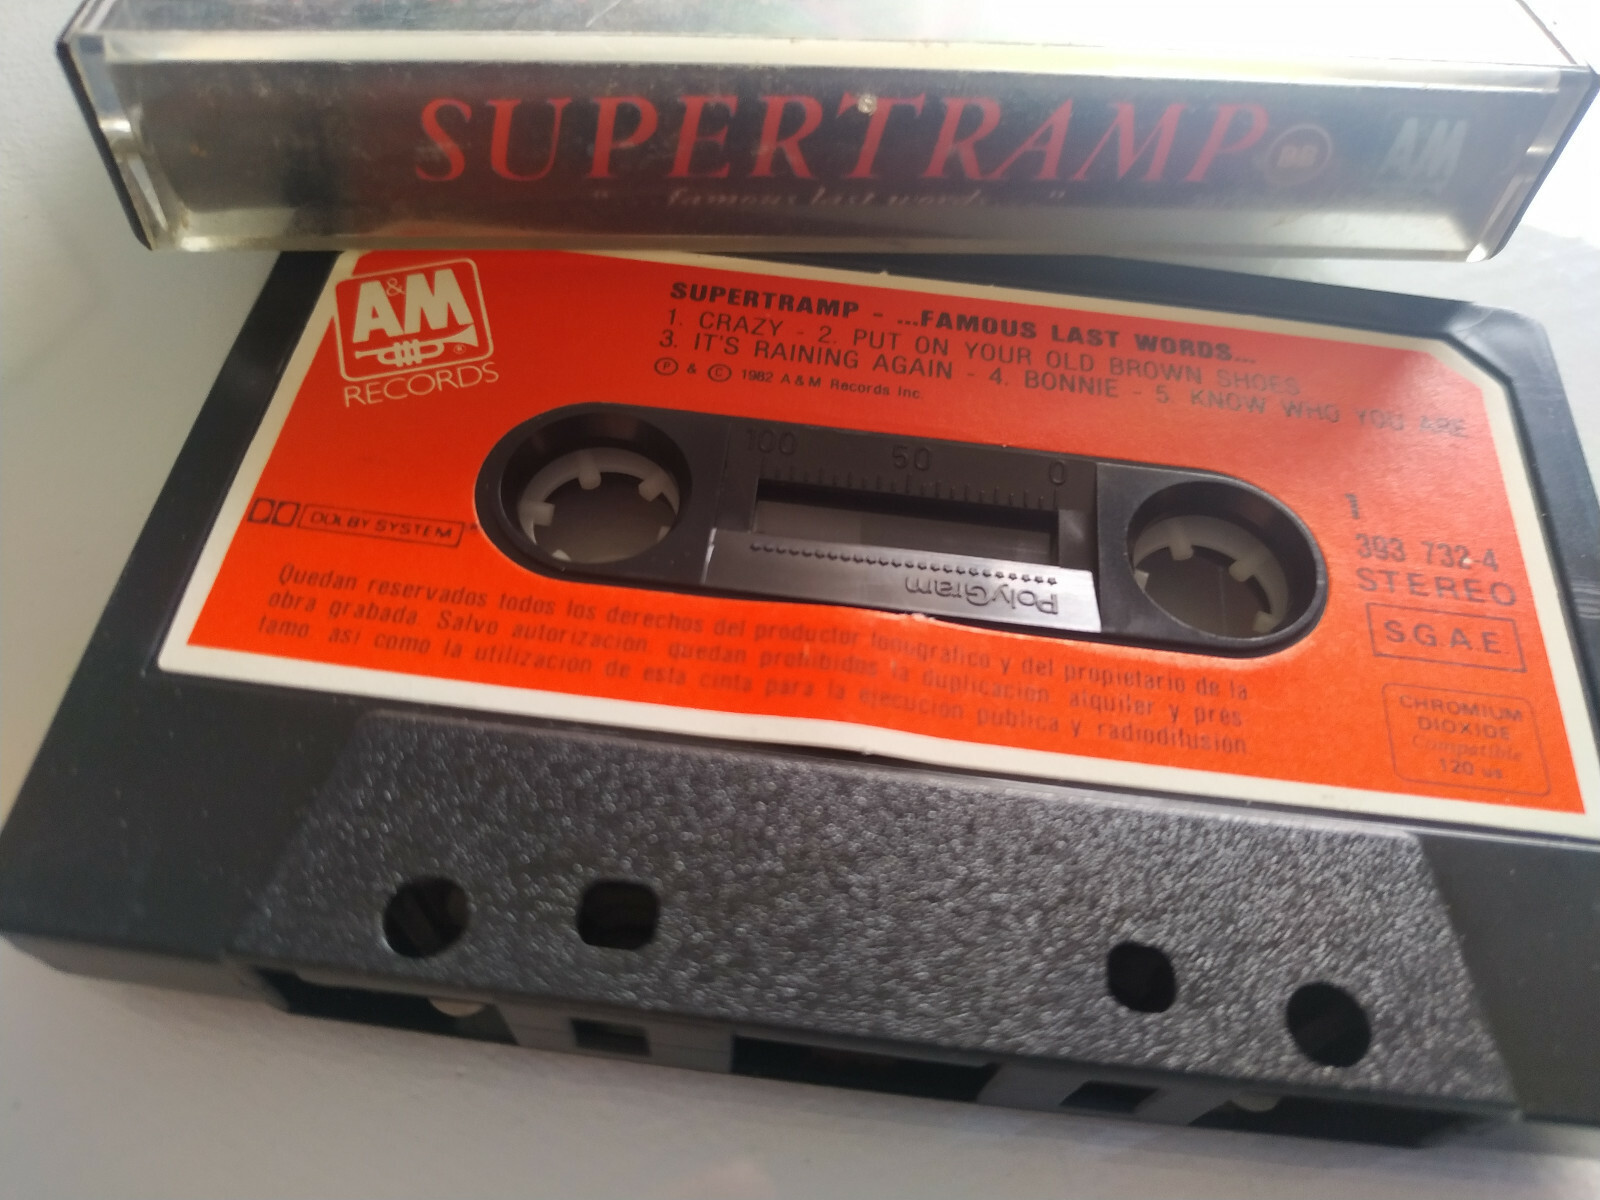 SUPERTRAMP
"...famous last words..."
A&M
A&M
RECORDS
SUPERTRAMP - ...FAMOUS LAST WORDS...
1. CRAZY - 2. PUT ON YOUR OLD BROWN SHOES
3. IT'S RAINING AGAIN - 4. BONNIE - 5. KNOW WHO YOU ARE
Ⓟ & © 1982 A&M Records Inc
100 50 0
PolyGram
DOLBY SYSTEM
1
393 732-4
STEREO
S.G.A.E.
CHROMIUM
DIOXIDE
Compatible
120 us
Quedan reservados todos los derechos del productor fonográfico y del propietario de la
obra grabada. Salvo autorización, quedan prohibidos la duplicación, alquiler y prés
tamo, así como la utilización de esta cinta para la ejecución pública y radiodifusión